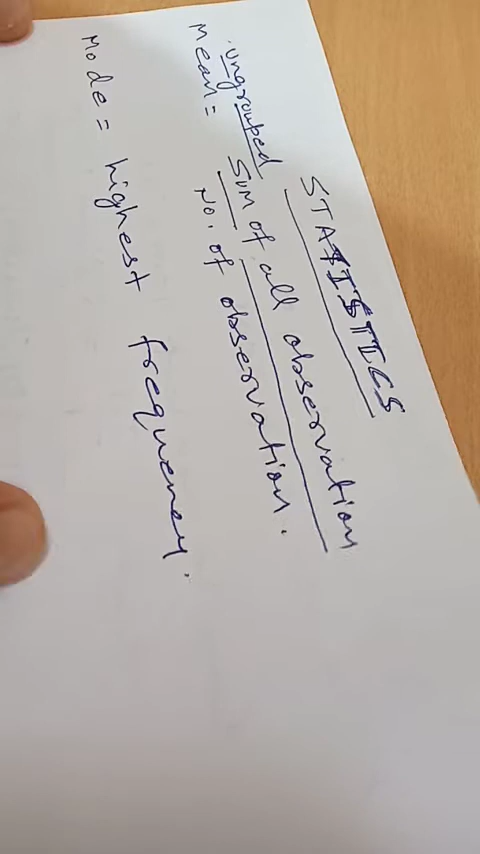 STATISTICS
ungrouped
Mean = Sum of all observation
No. of observation.
Mode = highest frequency.